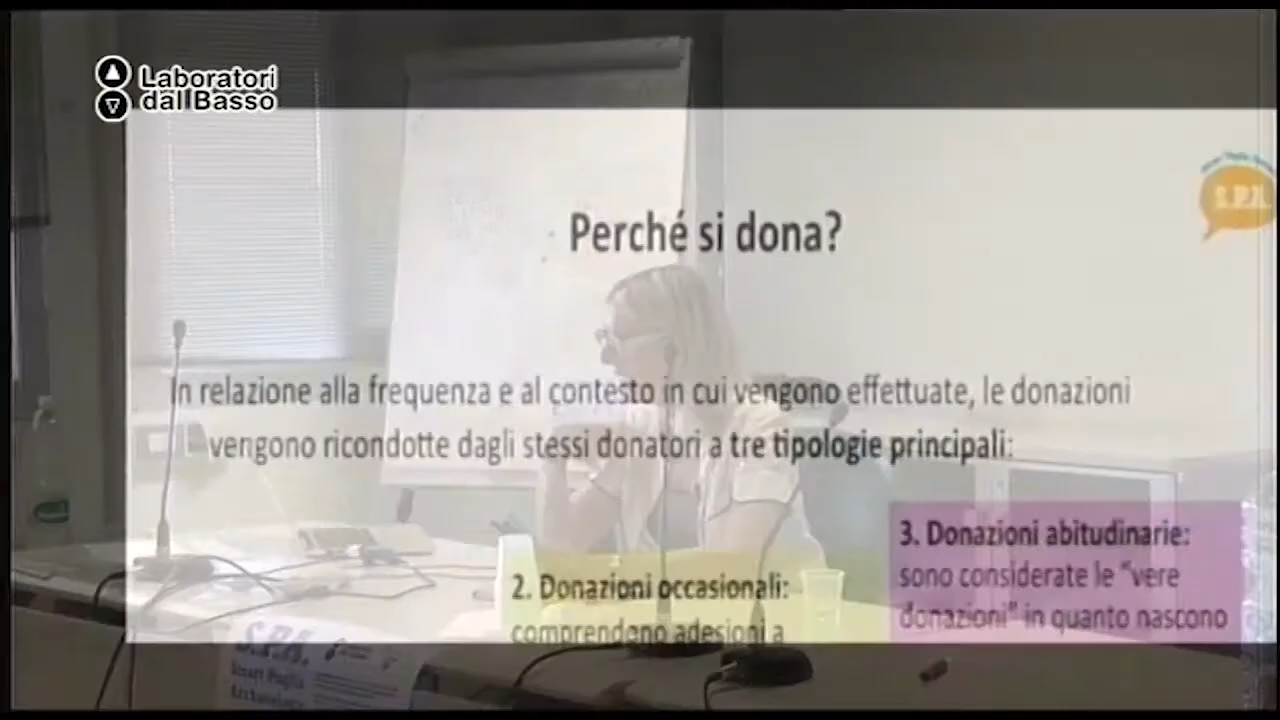 Laboratori
dal Basso
S.P.A.
Perché si dona?
In relazione alla frequenza e al contesto in cui vengono effettuate, le donazioni
vengono ricondotte dagli stessi donatori a tre tipologie principali:
3. Donazioni abitudinarie:
sono considerate le “vere
donazioni” in quanto nascono
2. Donazioni occasionali:
comprendono adesioni a
S.P.A.
Smart Puglia